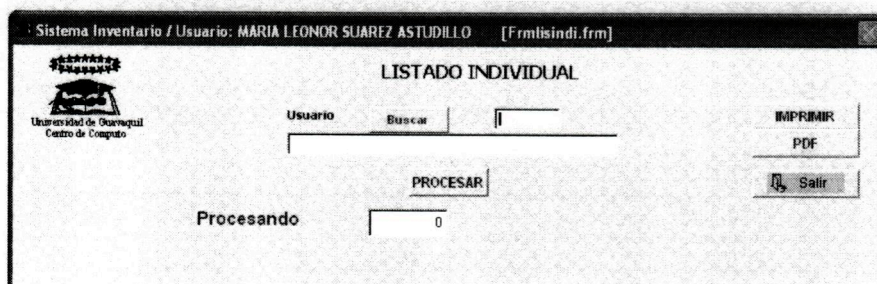 Sistema Inventario / Usuario: MARIA LEONOR SUAREZ ASTUDILLO [Frmlisindi.frm]
LISTADO INDIVIDUAL
Universidad de Guayaquil
Centro de Computo
Usuario Buscar
IMPRIMIR
PDF
PROCESAR
Salir
Procesando 0